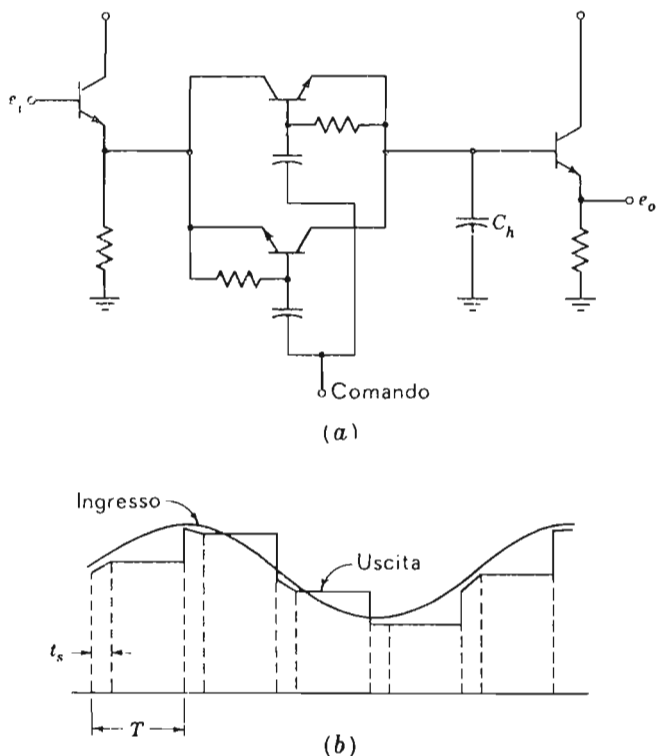 e_i
e_o
C_h
Comando
(a)
Ingresso
Uscita
t_s
T
(b)